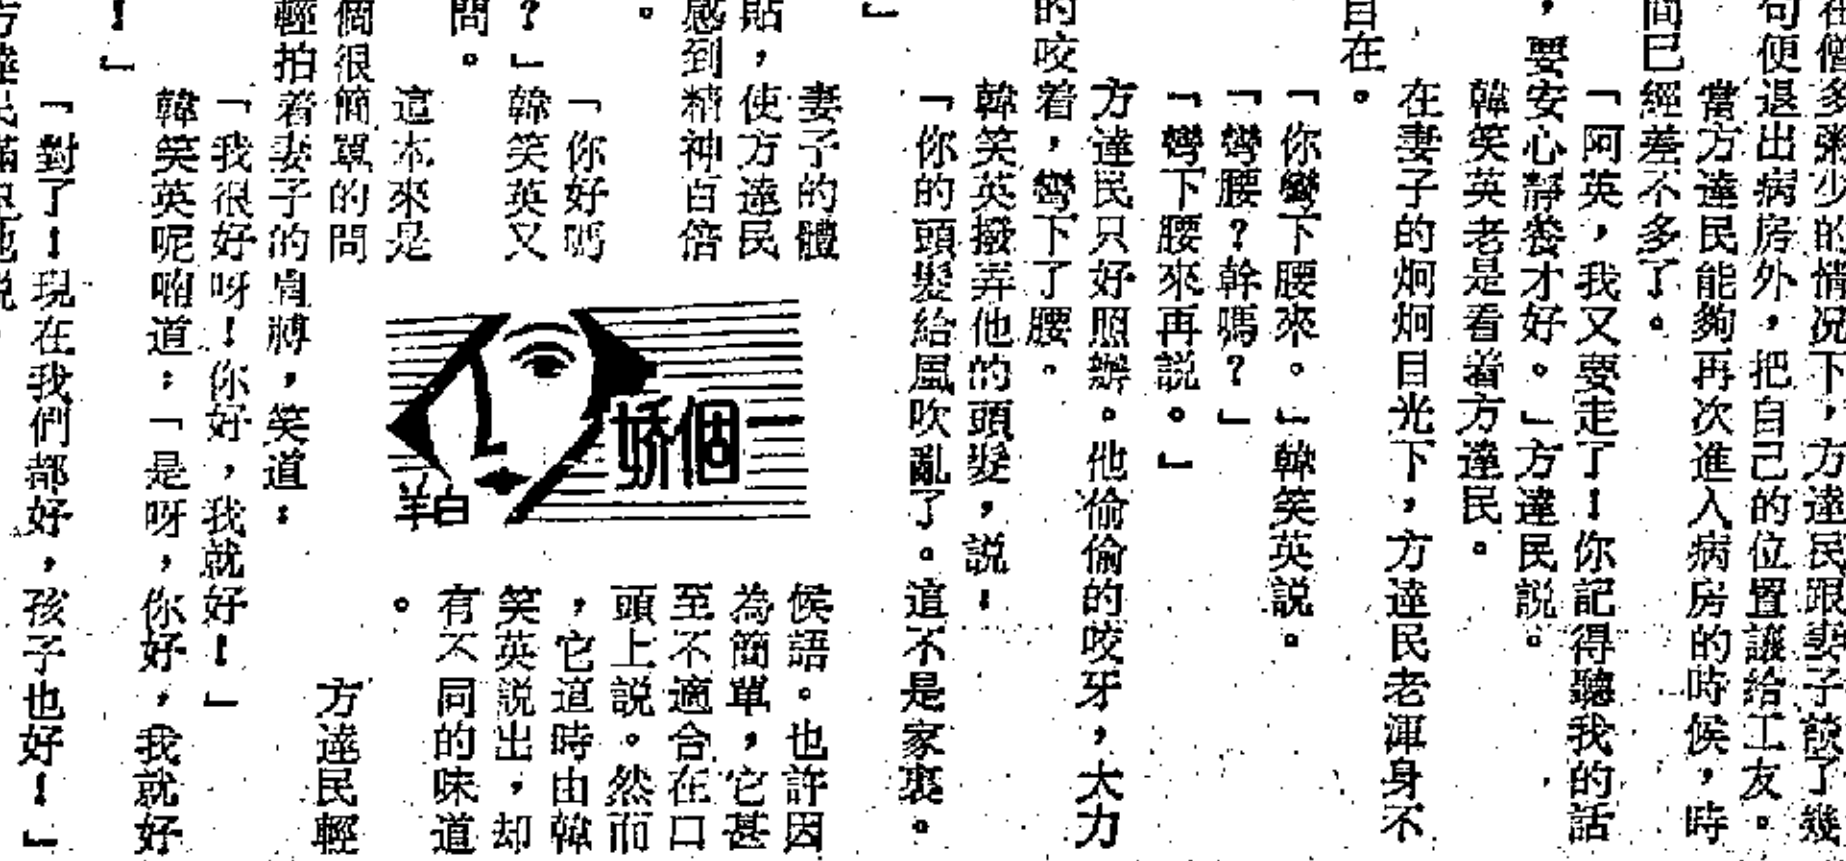 在僧多粥少的情况下，方達民跟妻子談了幾
句便退出病房外，把自己的位置讓給工友。
當方達民能夠再次進入病房的時候，時
間已經差不多了。
「阿英，我又要走了！你記得聽我的話
，要安心靜養才好。」方達民説。
韓笑英老是看着方達民。
在妻子的炯炯目光下，方達民老渾身不
自在。
「你彎下腰來。」韓笑英説。
「彎腰？幹嗎？」
「彎下腰來再説。」
方達民只好照辦。他偷偷的咬牙，大力
的咬着，彎下了腰。
韓笑英撥弄他的頭髮，説：
「你的頭髮給風吹亂了。這不是家裏。
」
妻子的體
貼，使方達民
感到精神百倍
。
「你好嗎
？」韓笑英又
問。
這本來是
個很簡單的問
候語。也許因
為簡單，它甚
至不適合在口
頭上説。然而
，它這時由韓
笑英説出，却
有不同的味道
。
方達民輕
輕拍着妻子的肩膊，笑道：
「我很好呀！你好，我就好！」
韓笑英呢喃道：「是呀，你好，我就好
！」
「對了！現在我們都好，孩子也好！」
方達民滿
一個嬌
白羊